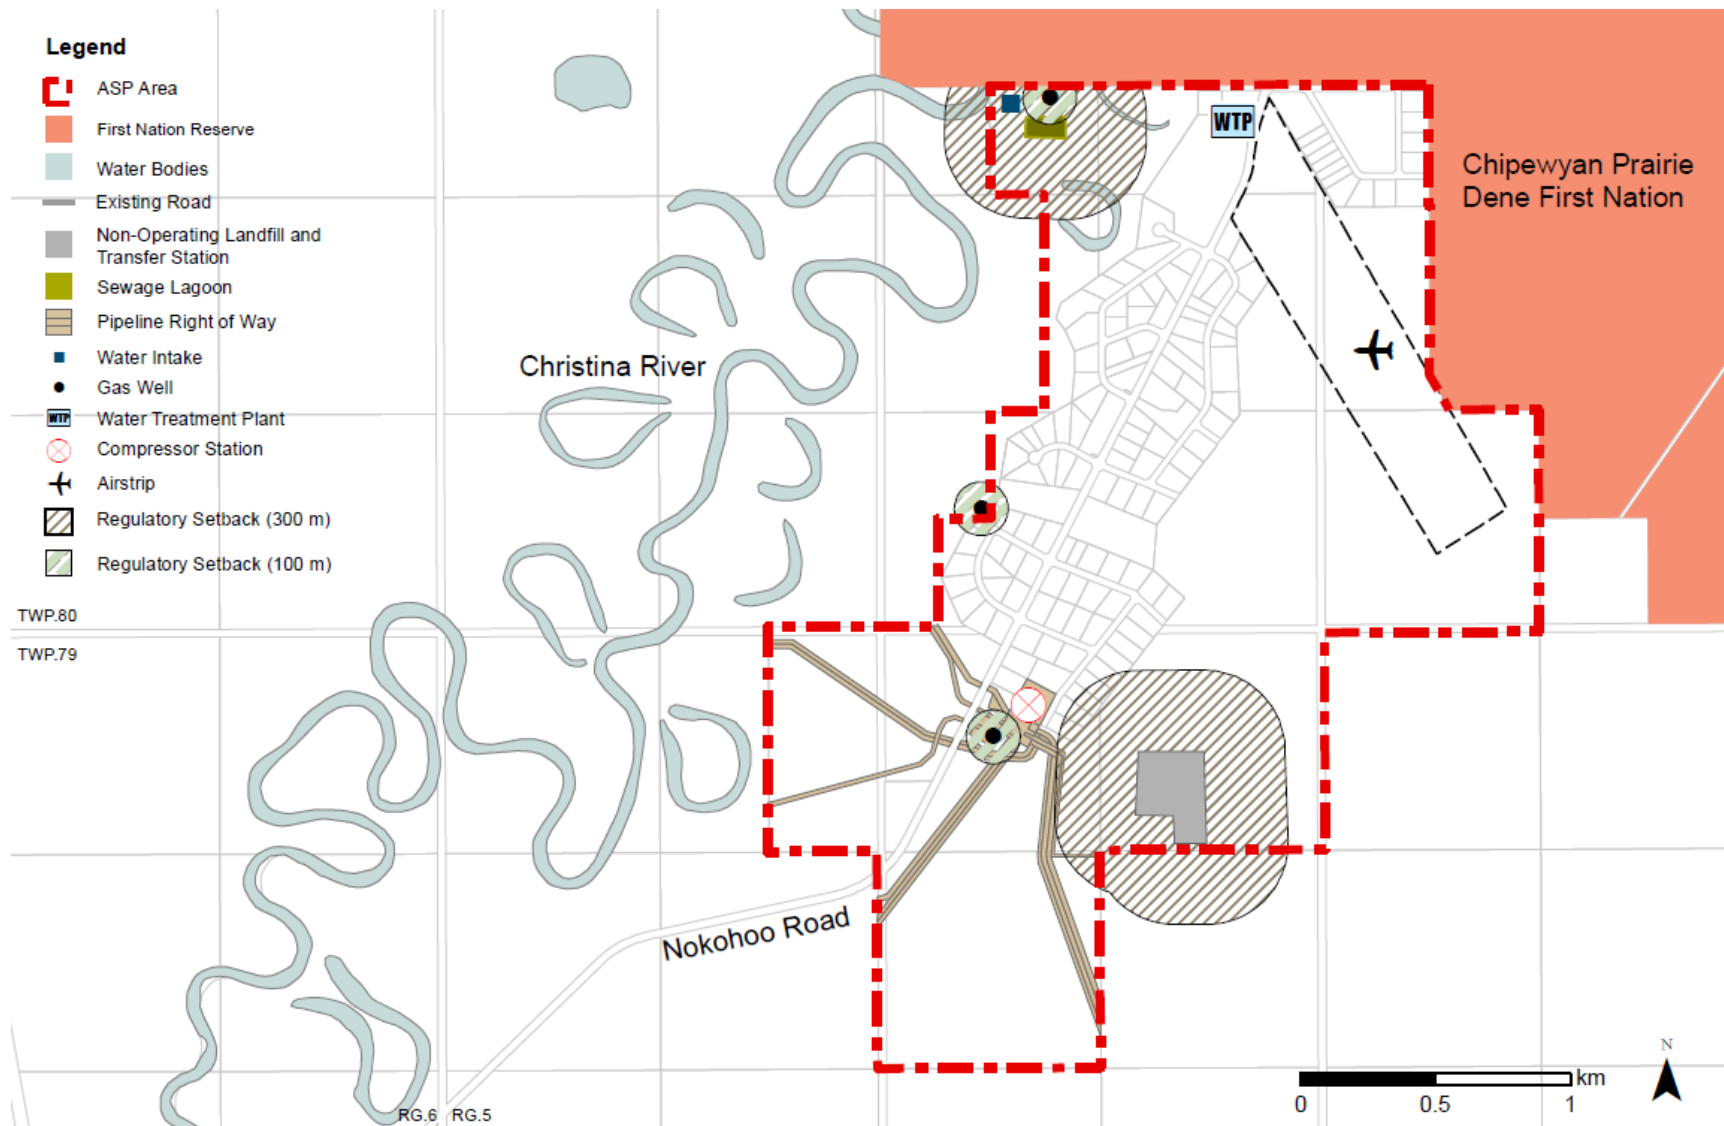 Legend
ASP Area
First Nation Reserve
Water Bodies
Existing Road
Non-Operating Landfill and
Transfer Station
Sewage Lagoon
Pipeline Right of Way
Water Intake
Gas Well
WTP
Water Treatment Plant
Compressor Station
Airstrip
Regulatory Setback (300 m)
Regulatory Setback (100 m)
WTP
Chipewyan Prairie
Dene First Nation
Christina River
TWP.80
TWP.79
Nokohoo Road
RG.6
RG.5
N
km
0
0.5
1